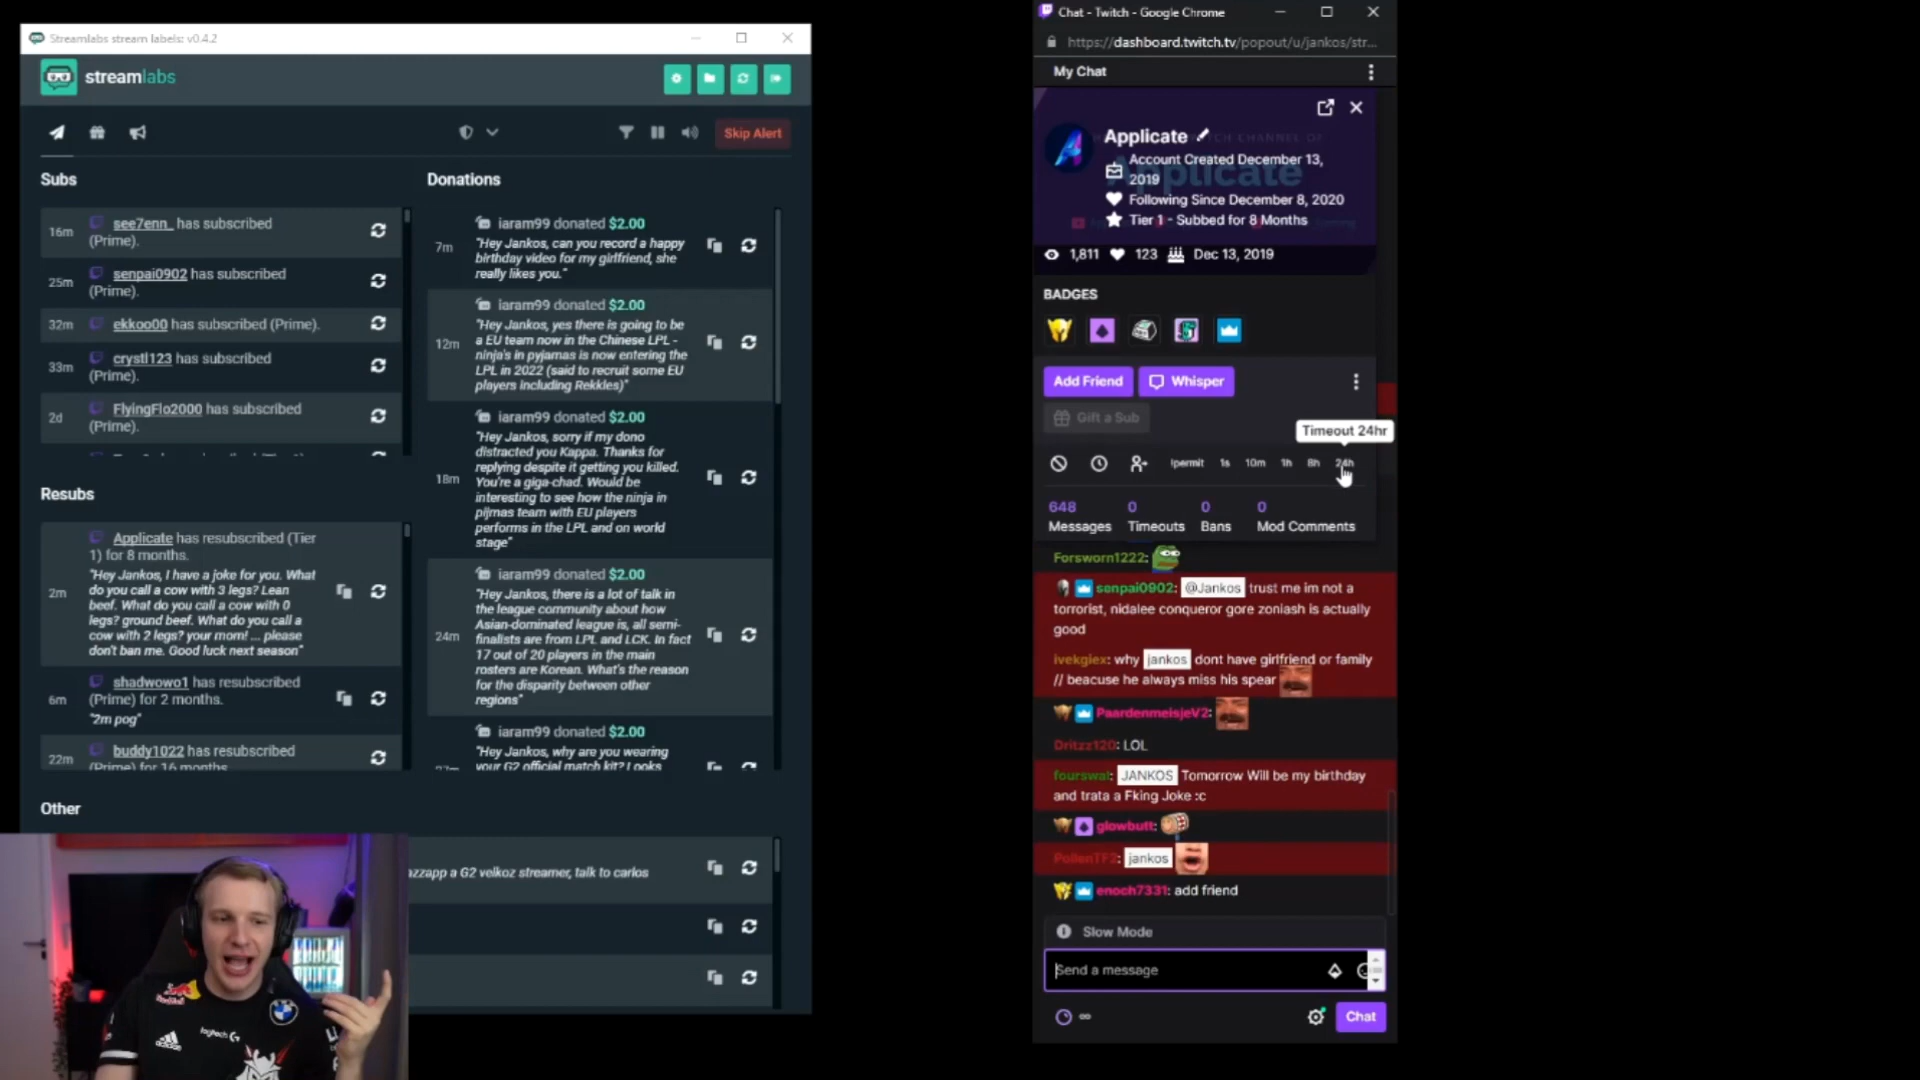 Streamlabs stream labels: v0.4.2
streamlabs
Skip Alert
Subs
16m
see7enn_ has subscribed
(Prime).
25m
senpai0902 has subscribed
(Prime).
32m
ekkoo00 has subscribed (Prime).
33m
crystl123 has subscribed
(Prime).
2d
FlyingFlo2000 has subscribed
(Prime).
Resubs
Applicate has resubscribed (Tier
1) for 8 months.
2m
"Hey Jankos, I have a joke for you. What
do you call a cow with 3 legs? Lean
beef. What do you call a cow with 0
legs? ground beef. What do you call a
cow with 2 legs? your mom! ... please
don't ban me. Good luck next season"
6m
shadwowo1 has resubscribed
(Prime) for 2 months.
"2m pog"
22m
buddy1022 has resubscribed
(Prime) for 16 months.
Other
azzapp a G2 velkoz streamer, talk to carlos
Donations
7m
iaram99 donated $2.00
"Hey Jankos, can you record a happy
birthday video for my girlfriend, she
really likes you."
12m
iaram99 donated $2.00
"Hey Jankos, yes there is going to be
a EU team now in the Chinese LPL -
ninja's in pyjamas is now entering the
LPL in 2022 (said to recruit some EU
players including Rekkles)"
18m
iaram99 donated $2.00
"Hey Jankos, sorry if my dono
distracted you Kappa. Thanks for
replying despite it getting you killed.
You're a giga-chad. Would be
interesting to see how the ninja in
pijmas team with EU players
performs in the LPL and on world
stage"
24m
iaram99 donated $2.00
"Hey Jankos, there is a lot of talk in
the league community about how
Asian-dominated league is, all semi-
finalists are from LPL and LCK. In fact
17 out of 20 players in the main
rosters are Korean. What's the reason
for the disparity between other
regions"
27m
iaram99 donated $2.00
"Hey Jankos, why are you wearing
your G2 official match kit? Looks
Chat - Twitch - Google Chrome
https://dashboard.twitch.tv/popout/u/jankos/str...
My Chat
Applicate
Account Created December 13,
2019
Following Since December 8, 2020
Tier 1 - Subbed for 8 Months
Applicate
1,811 123 Dec 13, 2019
BADGES
Add Friend Whisper
Gift a Sub
Timeout 24hr
!permit 1s 10m 1h 8h 24h
648 0 0 0
Messages Timeouts Bans Mod Comments
Forsworn1222:
senpai0902: @Jankos trust me im not a
torrorist, nidalee conqueror gore zoniash is actually
good
ivekgiex: why jankos dont have girlfriend or family
// beacuse he always miss his spear
PaardenmeisjeV2:
Dritzz120: LOL
fourswal: JANKOS Tomorrow Will be my birthday
and trata a Fking Joke :c
glowbutt:
PollenTF2: jankos
enoch7331: add friend
Slow Mode
Send a message
Chat
Red Bull
adidas
logitech G
BMW